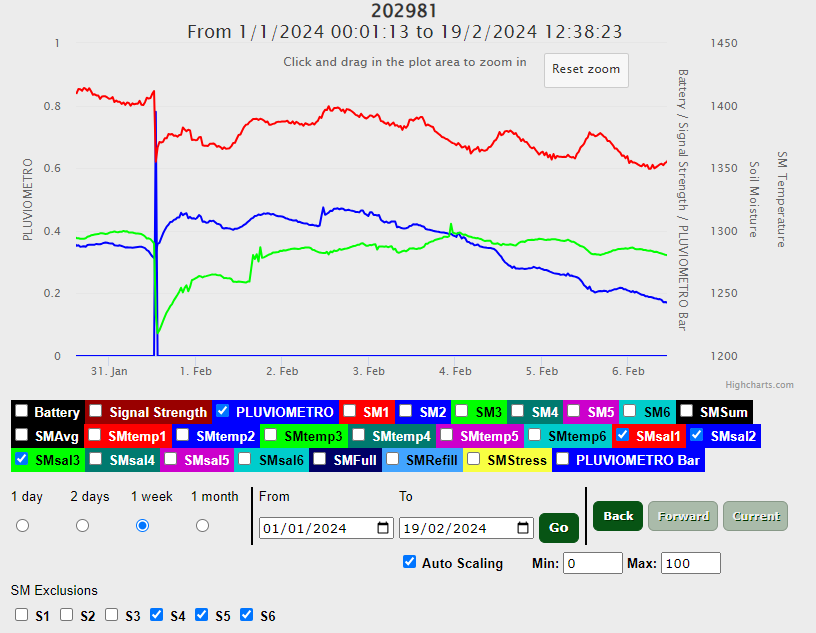 202981
From 1/1/2024 00:01:13 to 19/2/2024 12:38:23
Click and drag in the plot area to zoom in
Reset zoom
1
0.8
0.6
0.4
0.2
0
PLUVIOMETRO
Battery / Signal Strength / PLUVIOMETRO Bar
1450
1400
1350
1300
1250
1200
Soil Moisture
SM Temperature
31. Jan 1. Feb 2. Feb 3. Feb 4. Feb 5. Feb 6. Feb
Highcharts.com
Battery Signal Strength PLUVIOMETRO SM1 SM2 SM3 SM4 SM5 SM6 SMSum
SMAvg SMtemp1 SMtemp2 SMtemp3 SMtemp4 SMtemp5 SMtemp6 SMsal1 SMsal2
SMsal3 SMsal4 SMsal5 SMsal6 SMFull SMRefill SMStress PLUVIOMETRO Bar
1 day 2 days 1 week 1 month From To
01/01/2024 19/02/2024 Go Back Forward Current
Auto Scaling Min: 0 Max: 100
SM Exclusions
S1 S2 S3 S4 S5 S6